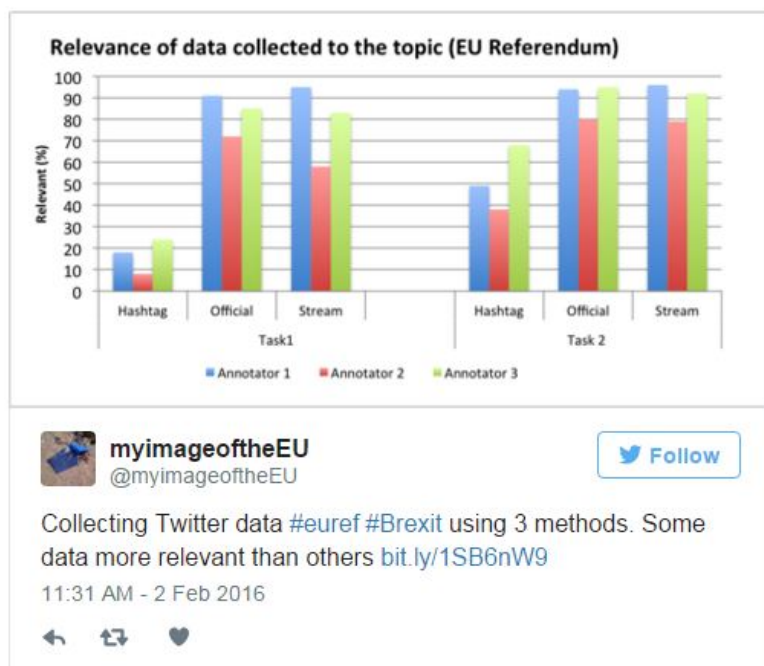 Relevance of data collected to the topic (EU Referendum)
Relevant (%)
100
90
80
70
60
50
40
30
20
10
0
Hashtag Official Stream Hashtag Official Stream
Task1 Task 2
Annotator 1 Annotator 2 Annotator 3
myimageoftheEU
@myimageoftheEU
Follow
Collecting Twitter data #euref #Brexit using 3 methods. Some
data more relevant than others bit.ly/1SB6nW9
11:31 AM - 2 Feb 2016